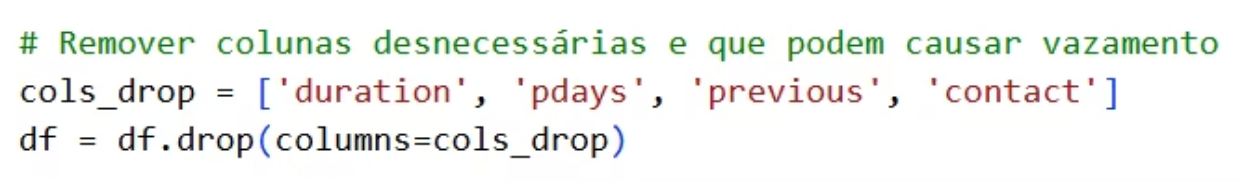 # Remover colunas desnecessárias e que podem causar vazamento
cols_drop = ['duration', 'pdays', 'previous', 'contact']
df = df.drop(columns=cols_drop)